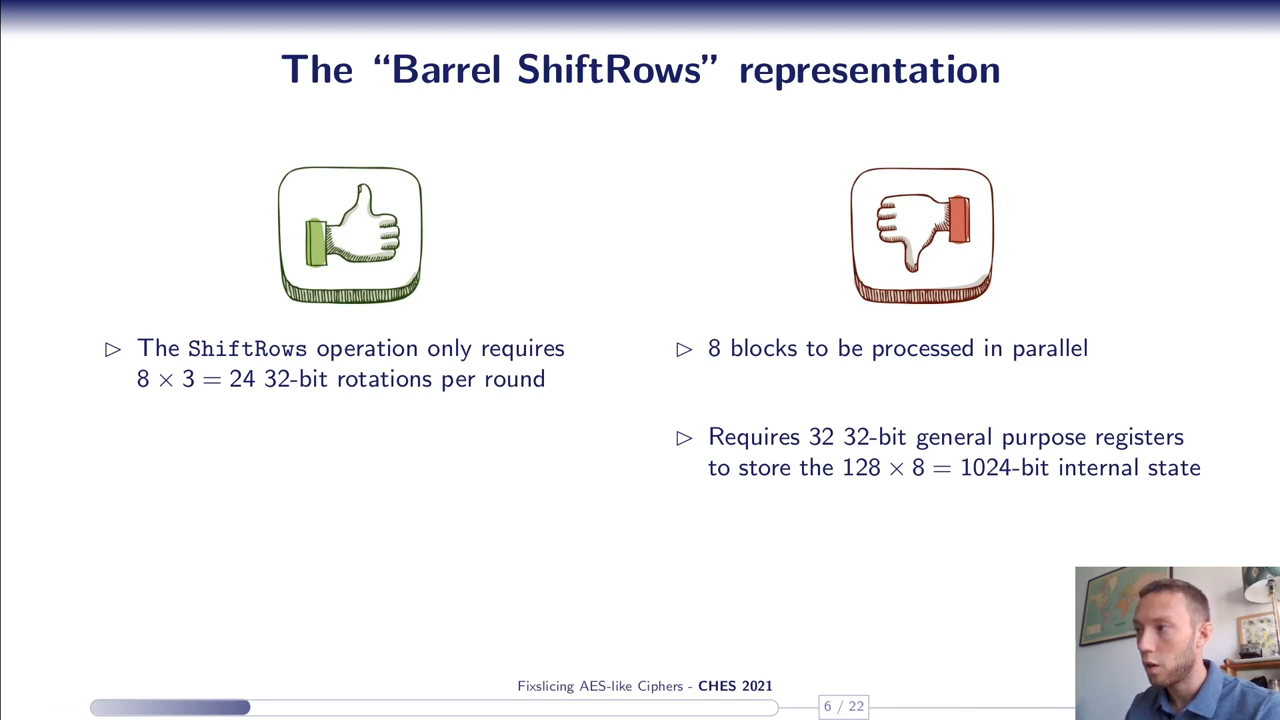 The “Barrel ShiftRows” representation
▷ The ShiftRows operation only requires
8 × 3 = 24 32-bit rotations per round
▷ 8 blocks to be processed in parallel
▷ Requires 32 32-bit general purpose registers
to store the 128 × 8 = 1024-bit internal state
Fixslicing AES-like Ciphers - CHES 2021
6 / 22